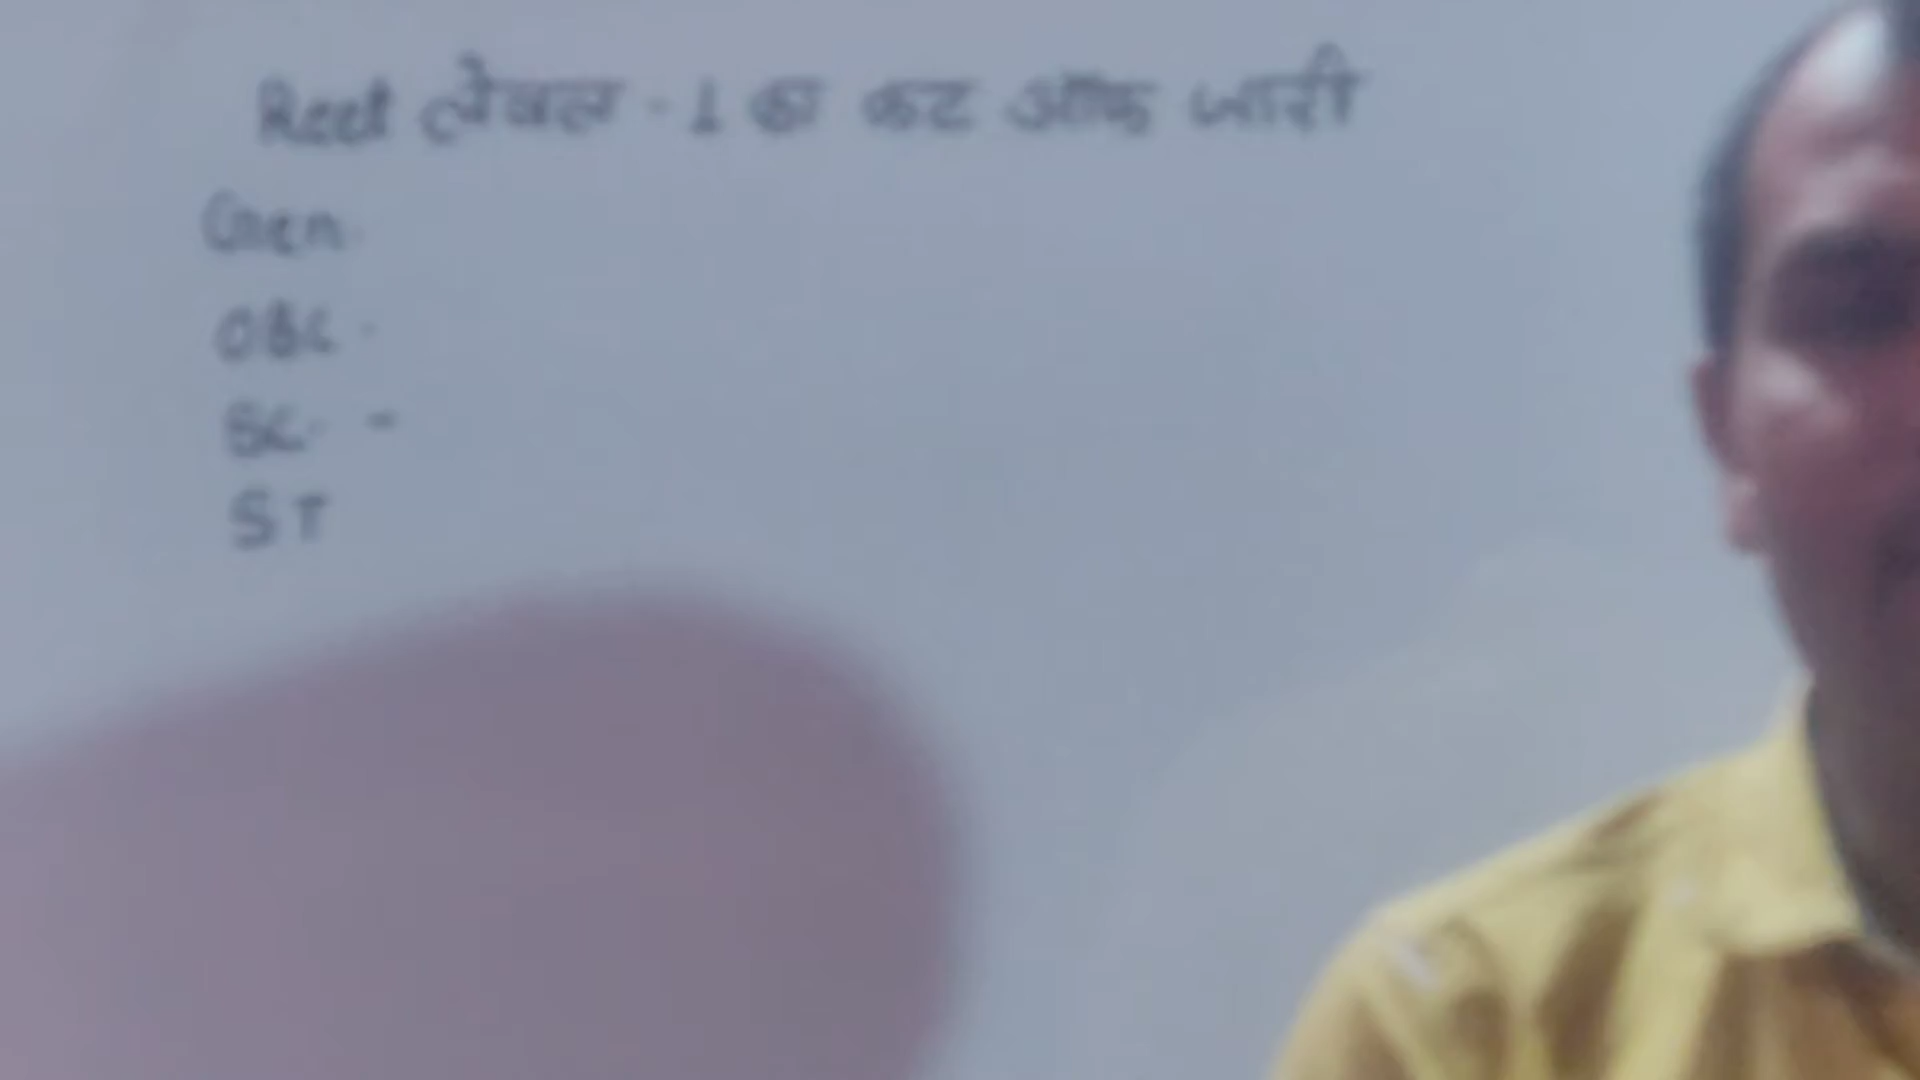 Reet लेवल - 1 का कट ऑफ जारी
Gen.
OBC -
SC. -
ST